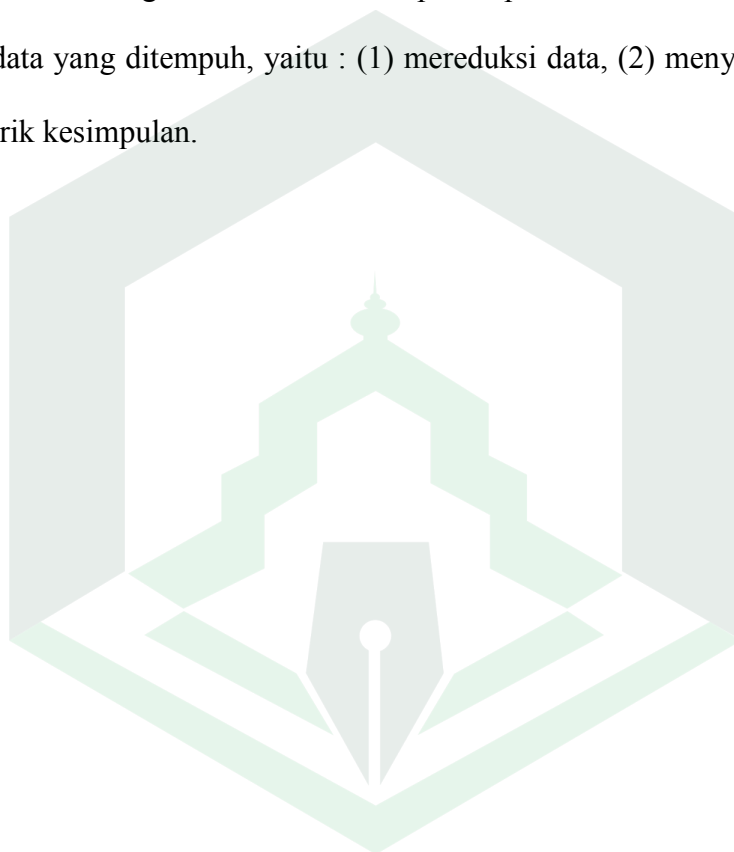 data yang ditempuh, yaitu : (1) mereduksi data, (2) meny
rik kesimpulan.